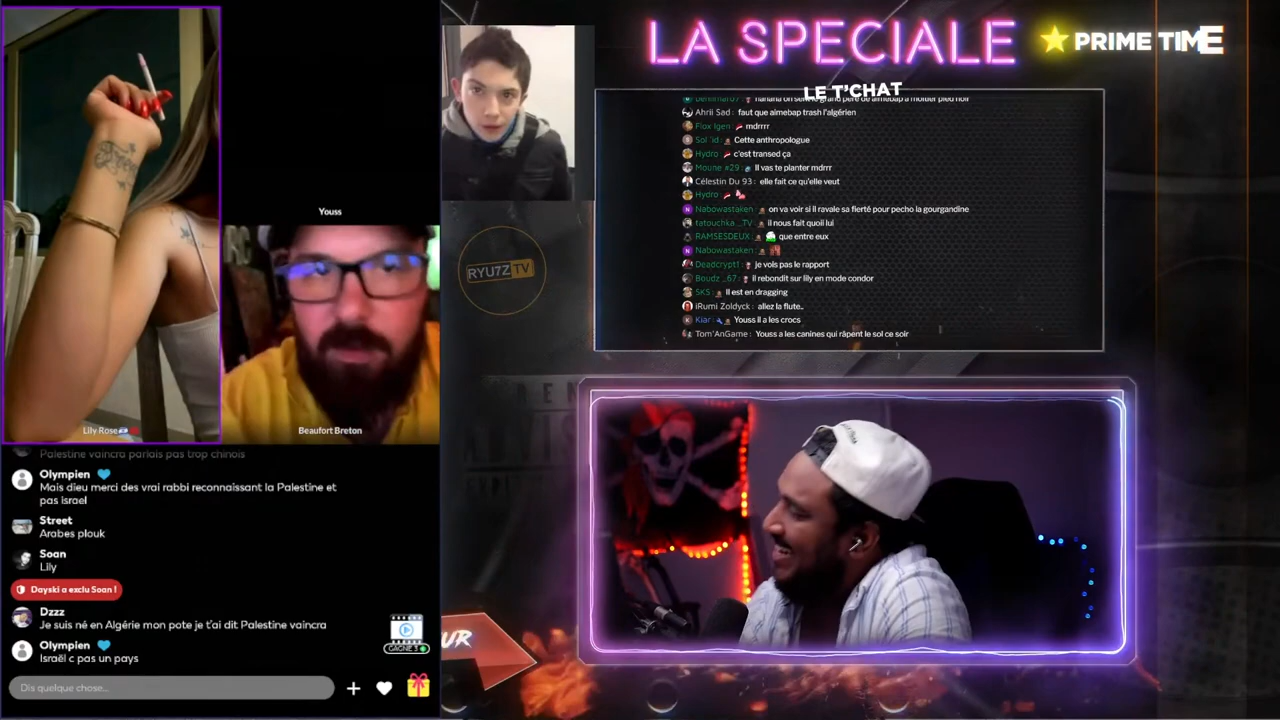 Youss
Lily Rose
Beaufort Breton
Palestine vaincra parlais pas trop chinois
Olympien
Mais dieu merci des vrai rabbi reconnaissant la Palestine et
pas israel
Street
Arabes plouk
Soan
Lily
Dayski a exclu Soan !
Dzzz
Je suis né en Algérie mon pote je t'ai dit Palestine vaincra
Olympien
Israël c pas un pays
GAGNE 3
Dis quelque chose...
LA SPECIALE
PRIME TIME
LE T'CHAT
Ahrii Sad : faut que aimebap trash l'algérien
Flox Igen : mdrrr
Sol 'id : Cette anthropologue
Hydro : c'est transed ça
Moune #29 : Il vas te planter mdrr
Célestin Du 93 : elle fait ce qu'elle veut
Hydro :
Nabowastaken : on va voir si il ravale sa fierté pour pecho la gourgandine
tatouchka _TV : il nous fait quoi lui
RAMSESDEUX : que entre eux
Nabowastaken :
Deadcrypt1 : je vois pas le rapport
Boudz _67 : il rebondit sur lily en mode condor
SKS : Il est en dragging
iRumi Zoldyck : allez la flute..
Kiar : Youss il a les crocs
Tom'AnGame : Youss a les canines qui râpent le sol ce soir
RYU7Z TV
UR